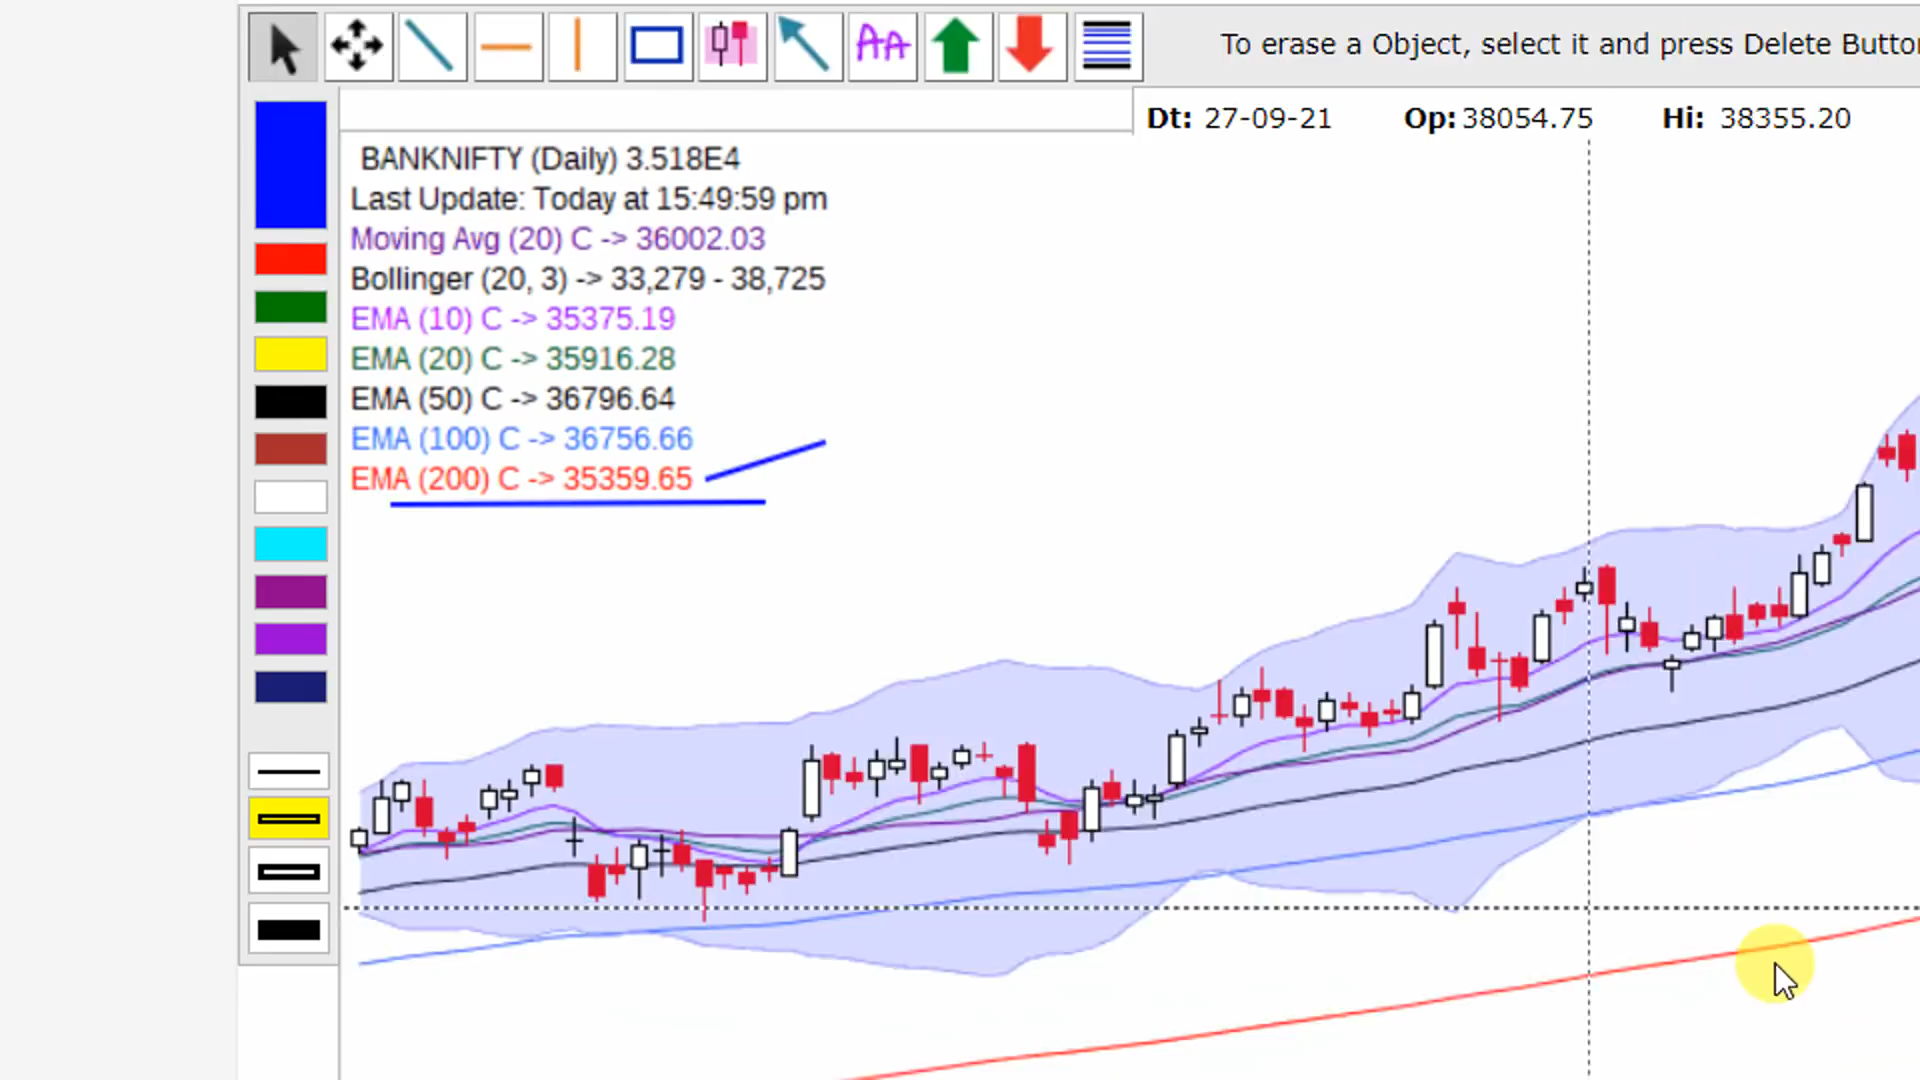 AA
To erase a Object, select it and press Delete Butto
Dt: 27-09-21 Op: 38054.75 Hi: 38355.20
BANKNIFTY (Daily) 3.518E4
Last Update: Today at 15:49:59 pm
Moving Avg (20) C -> 36002.03
Bollinger (20, 3) -> 33,279 - 38,725
EMA (10) C -> 35375.19
EMA (20) C -> 35916.28
EMA (50) C -> 36796.64
EMA (100) C -> 36756.66
EMA (200) C -> 35359.65